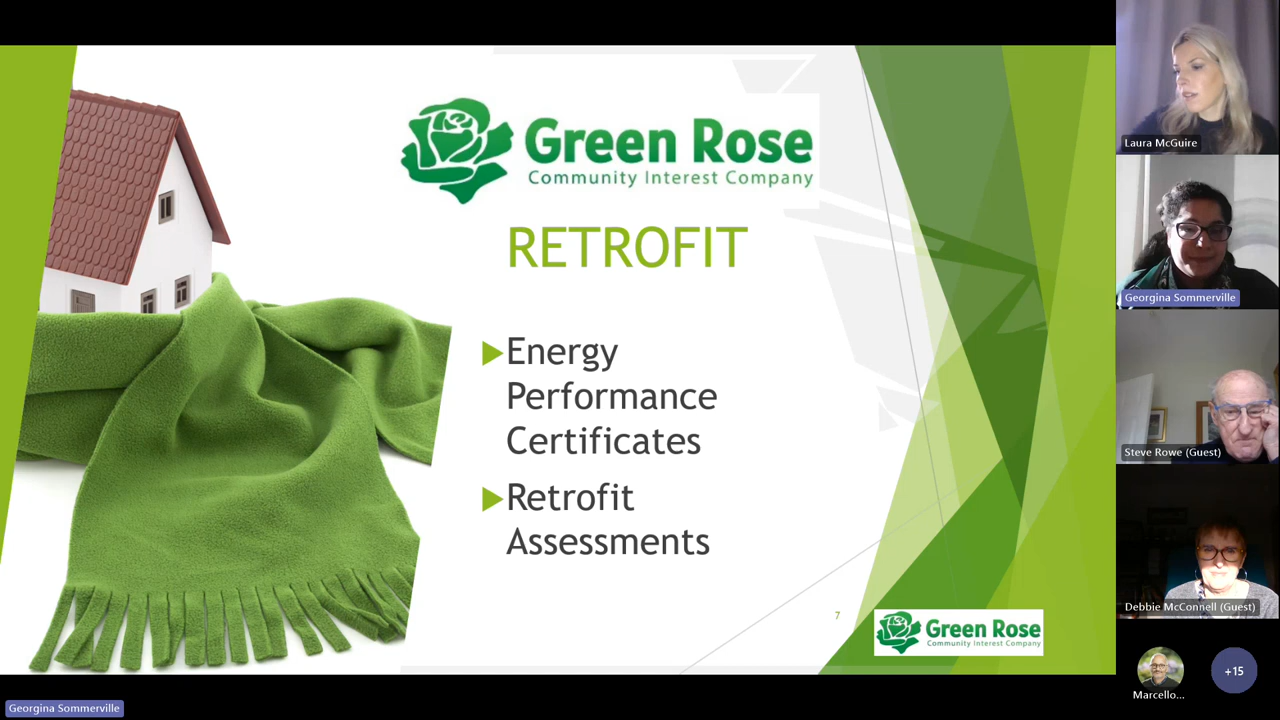 Green Rose
Community Interest Company
RETROFIT
Energy
Performance
Certificates
Retrofit
Assessments
7
Green Rose
Community Interest Company
Laura McGuire
Georgina Sommerville
Steve Rowe (Guest)
Debbie McConnell (Guest)
Marcello...
+15
Georgina Sommerville